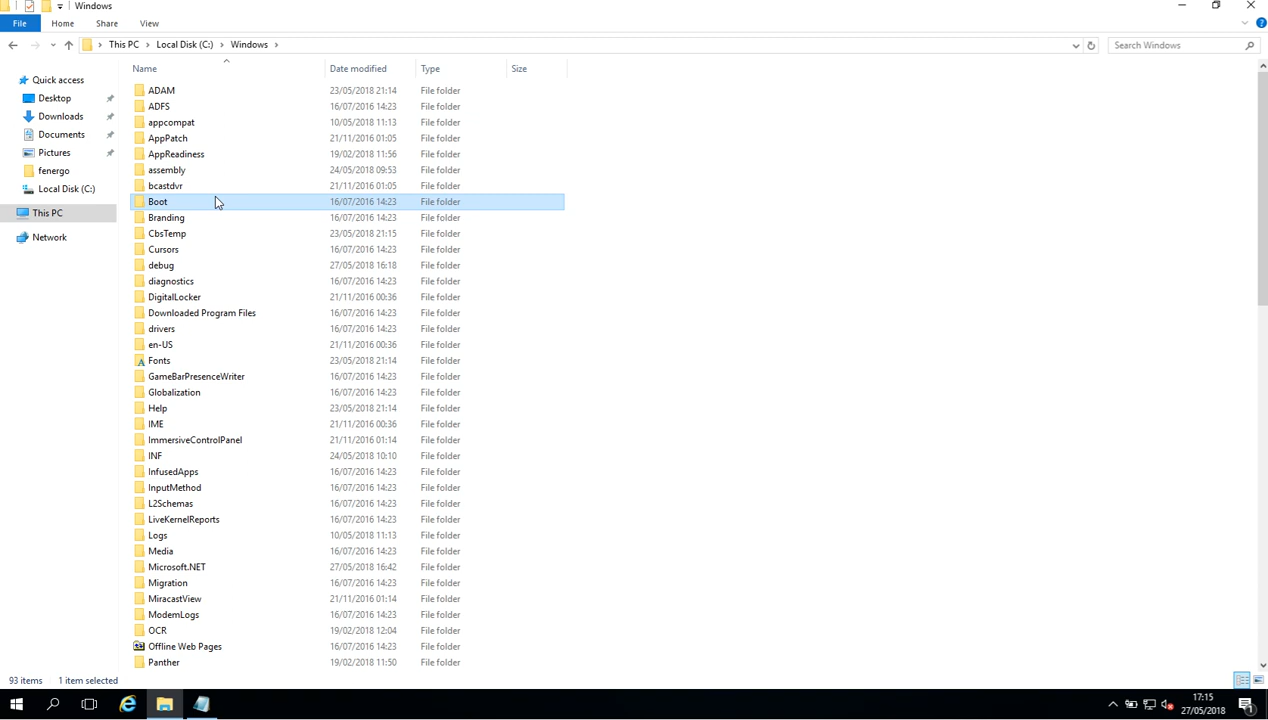 Windows
File Home Share View
This PC Local Disk (C:) Windows Search Windows
Name Date modified Type Size
Quick access
Desktop
Downloads
Documents
Pictures
fenergo
Local Disk (C:)
This PC
Network
ADAM 23/05/2018 21:14 File folder
ADFS 16/07/2016 14:23 File folder
appcompat 10/05/2018 11:13 File folder
AppPatch 21/11/2016 01:05 File folder
AppReadiness 19/02/2018 11:56 File folder
assembly 24/05/2018 09:53 File folder
bcastdvr 21/11/2016 01:05 File folder
Boot 16/07/2016 14:23 File folder
Branding 16/07/2016 14:23 File folder
CbsTemp 23/05/2018 21:15 File folder
Cursors 16/07/2016 14:23 File folder
debug 27/05/2018 16:18 File folder
diagnostics 16/07/2016 14:23 File folder
DigitalLocker 21/11/2016 00:36 File folder
Downloaded Program Files 16/07/2016 14:23 File folder
drivers 16/07/2016 14:23 File folder
en-US 21/11/2016 00:36 File folder
Fonts 23/05/2018 21:14 File folder
GameBarPresenceWriter 16/07/2016 14:23 File folder
Globalization 16/07/2016 14:23 File folder
Help 23/05/2018 21:14 File folder
IME 21/11/2016 00:36 File folder
ImmersiveControlPanel 21/11/2016 01:14 File folder
INF 24/05/2018 10:10 File folder
InfusedApps 16/07/2016 14:23 File folder
InputMethod 16/07/2016 14:23 File folder
L2Schemas 16/07/2016 14:23 File folder
LiveKernelReports 16/07/2016 14:23 File folder
Logs 10/05/2018 11:13 File folder
Media 16/07/2016 14:23 File folder
Microsoft.NET 27/05/2018 16:42 File folder
Migration 16/07/2016 14:23 File folder
MiracastView 21/11/2016 01:14 File folder
ModemLogs 16/07/2016 14:23 File folder
OCR 19/02/2018 12:04 File folder
Offline Web Pages 16/07/2016 14:23 File folder
Panther 19/02/2018 11:50 File folder
93 items 1 item selected
17:15
27/05/2018